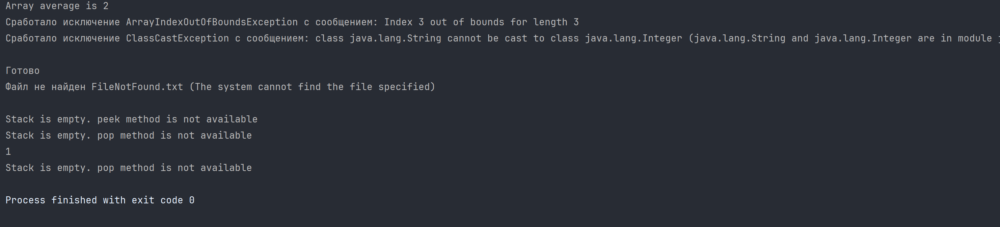 Array average is 2
Сработало исключение ArrayIndexOutOfBoundsException с сообщением: Index 3 out of bounds for length 3
Сработало исключение ClassCastException с сообщением: class java.lang.String cannot be cast to class java.lang.Integer (java.lang.String and java.lang.Integer are in module
Готово
Файл не найден FileNotFound.txt (The system cannot find the file specified)
Stack is empty. peek method is not available
Stack is empty. pop method is not available
1
Stack is empty. pop method is not available
Process finished with exit code 0